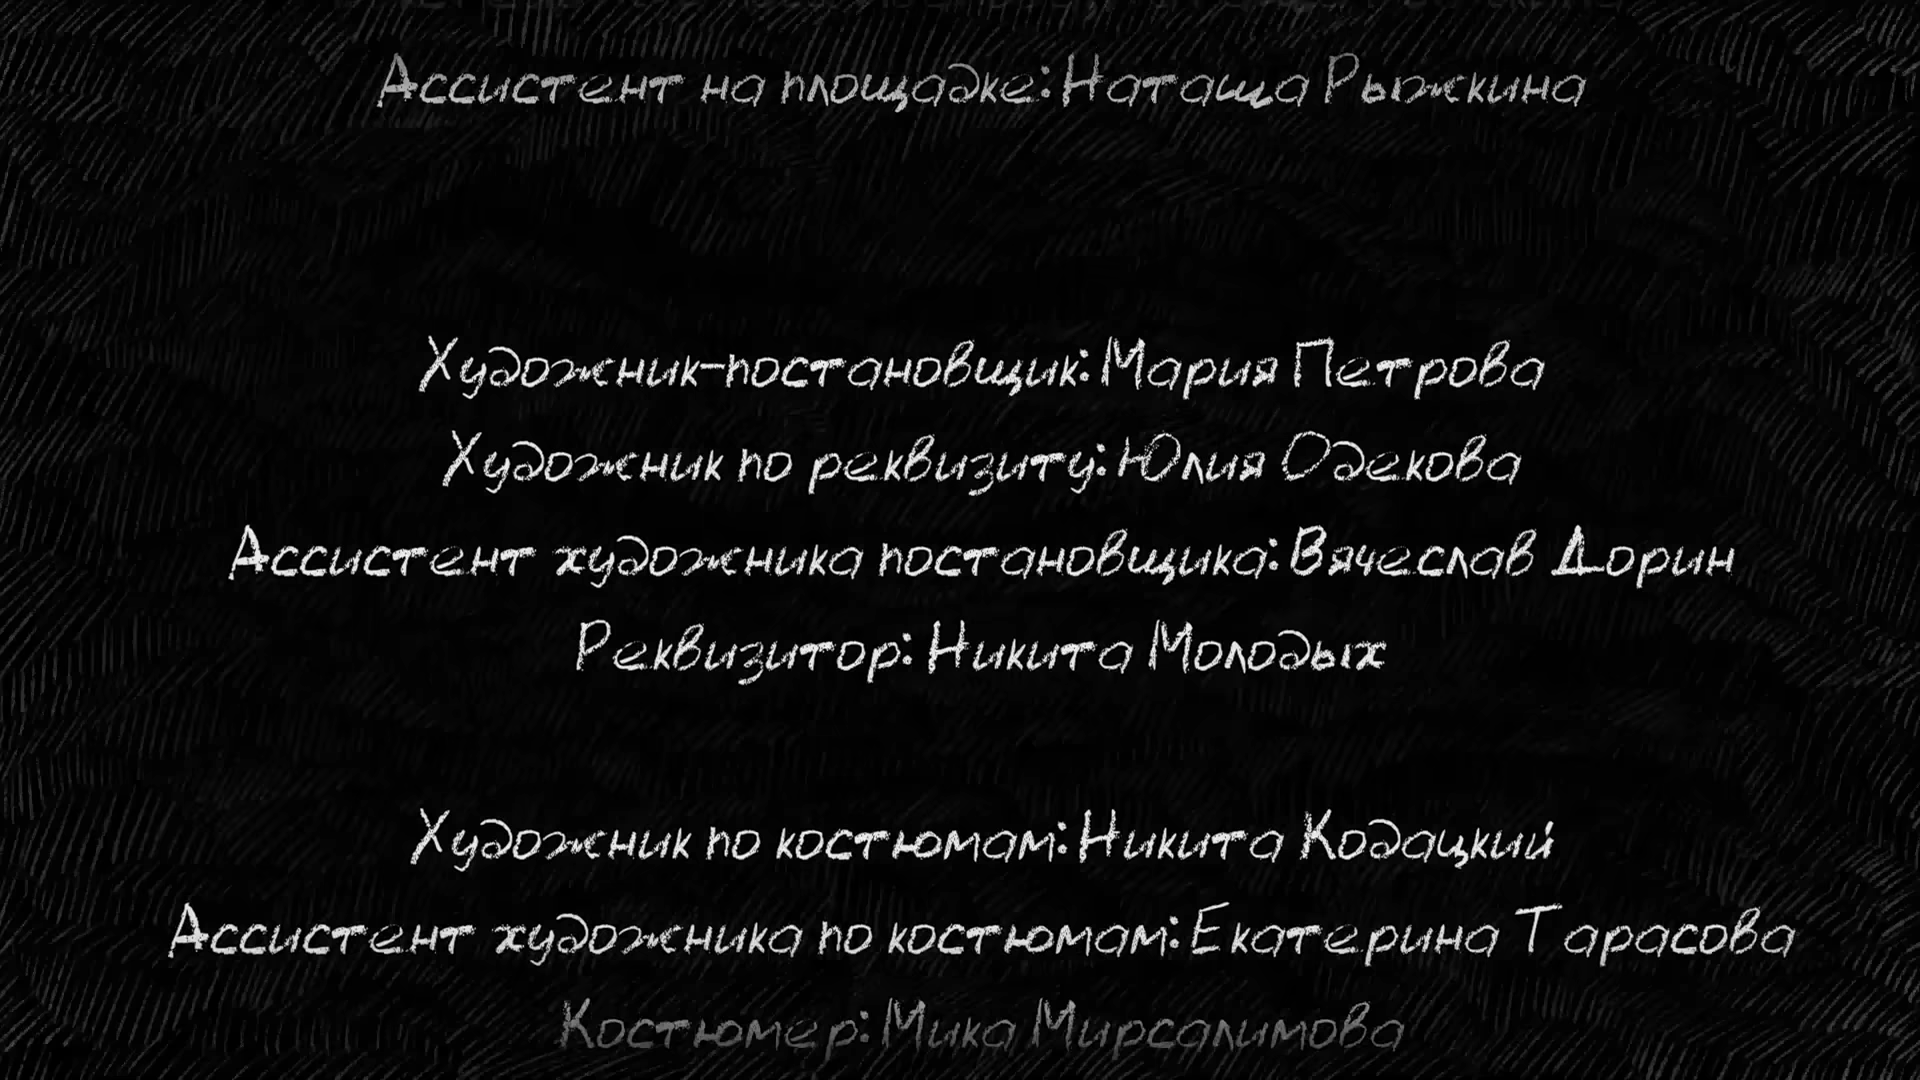 Ассистент на площадке: Наташа Рыжкина
Художник-постановщик: Мария Петрова
Художник по реквизиту: Юлия Одекова
Ассистент художника постановщика: Вячеслав Дорин
Реквизитор: Никита Молодых
Художник по костюмам: Никита Кодацкий
Ассистент художника по костюмам: Екатерина Тарасова
Костюмер: Мика Мирсалимова